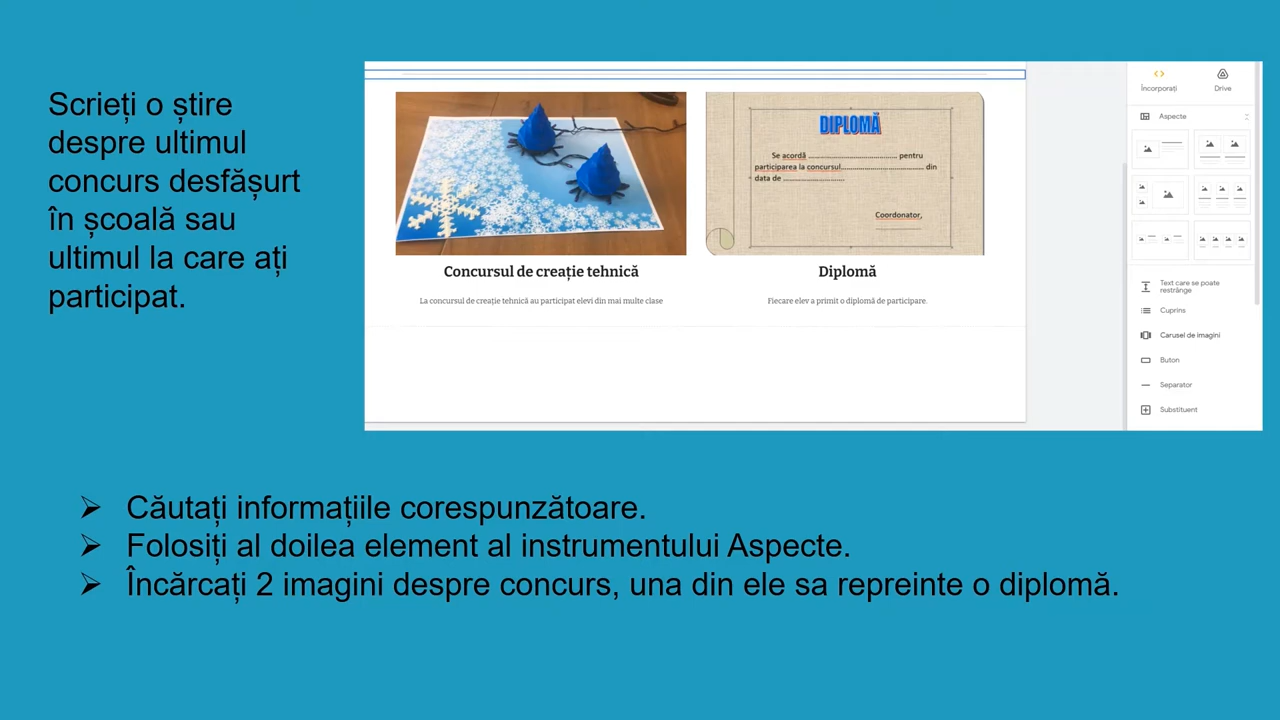 Scrieți o știre
despre ultimul
concurs desfășurt
în școală sau
ultimul la care ați
participat.
DIPLOMĂ
Se acordă ........................................ pentru
participarea la concursul..................................... din
data de ............................
Coordonator,
Concursul de creație tehnică
Diplomă
La concursul de creație tehnică au participat elevi din mai multe clase
Fiecare elev a primit o diplomă de participare.
Încorporați
Drive
Aspecte
Text care se poate
restrânge
Cuprins
Carusel de imagini
Buton
Separator
Substituent
Căutați informațiile corespunzătoare.
Folosiți al doilea element al instrumentului Aspecte.
Încărcați 2 imagini despre concurs, una din ele sa repreinte o diplomă.